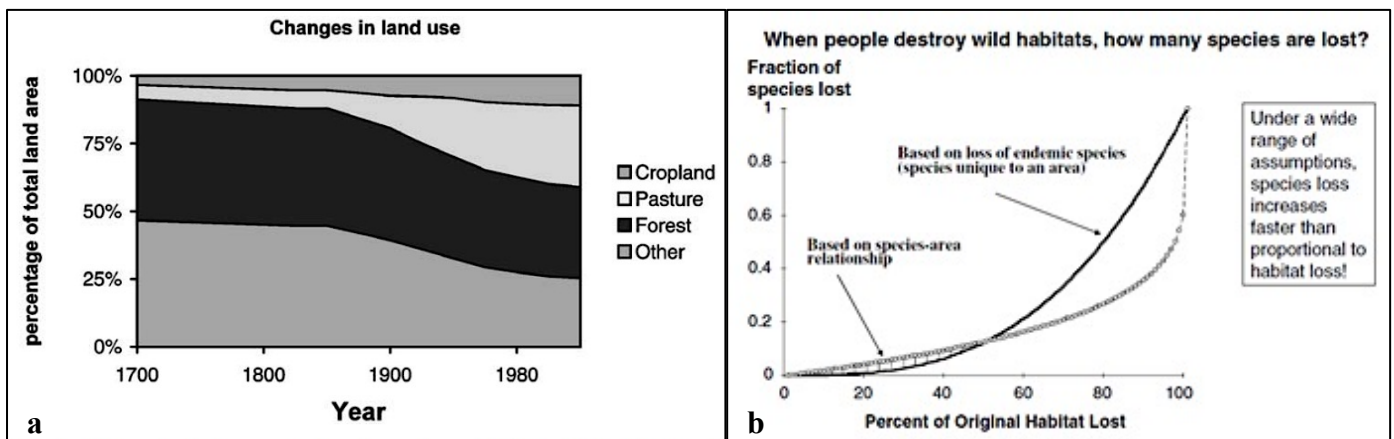 Changes in land use
percentage of total land area
100%
75%
50%
25%
0%
1700
1800
1900
1980
Year
Cropland
Pasture
Forest
Other
a
When people destroy wild habitats, how many species are lost?
Fraction of
species lost
1
0.8
0.6
0.4
0.2
0
0
20
40
60
80
100
Percent of Original Habitat Lost
Based on loss of endemic species
(species unique to an area)
Based on species-area
relationship
Under a wide
range of
assumptions,
species loss
increases
faster than
proportional to
habitat loss!
b